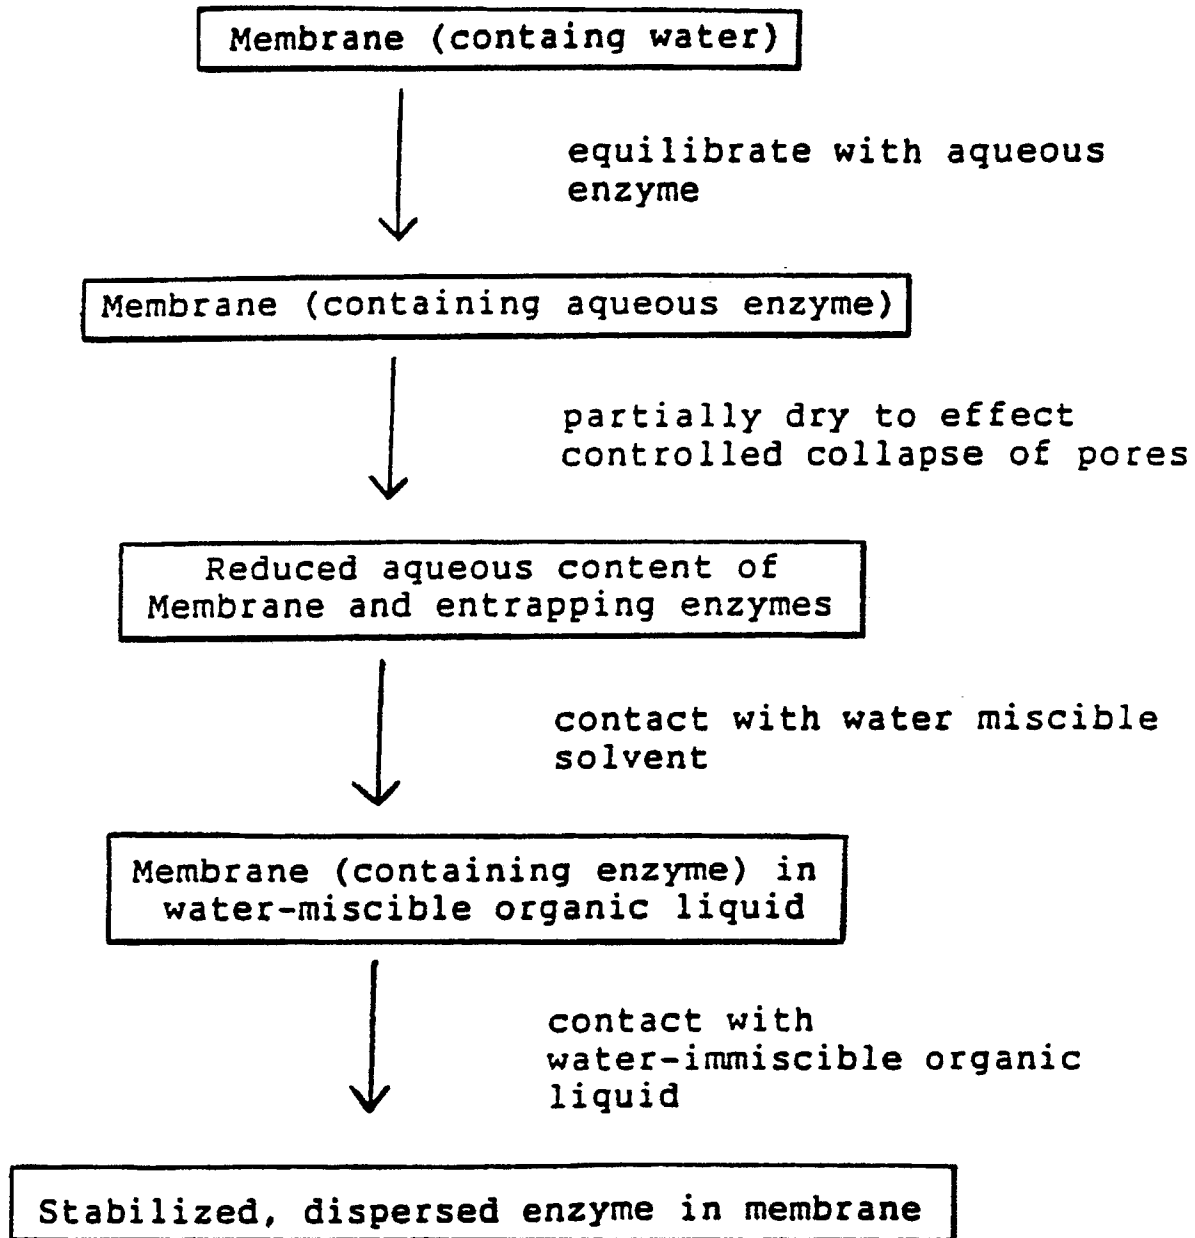 Membrane (containg water)
equilibrate with aqueous
enzyme
Membrane (containing aqueous enzyme)
partially dry to effect
controlled collapse of pores
Reduced aqueous content of
Membrane and entrapping enzymes
contact with water miscible
solvent
Membrane (containing enzyme) in
water-miscible organic liquid
contact with
water-immiscible organic
liquid
Stabilized, dispersed enzyme in membrane